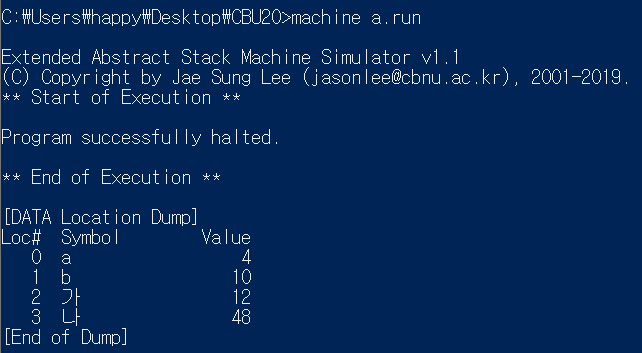 C:₩Users₩happy₩Desktop₩CBU20>machine a.run
Extended Abstract Stack Machine Simulator v1.1
(C) Copyright by Jae Sung Lee (jasonlee@cbnu.ac.kr), 2001-2019.
** Start of Execution **
Program successfully halted.
** End of Execution **
[DATA Location Dump]
Loc# Symbol Value
0 a 4
1 b 10
2 가 12
3 나 48
[End of Dump]